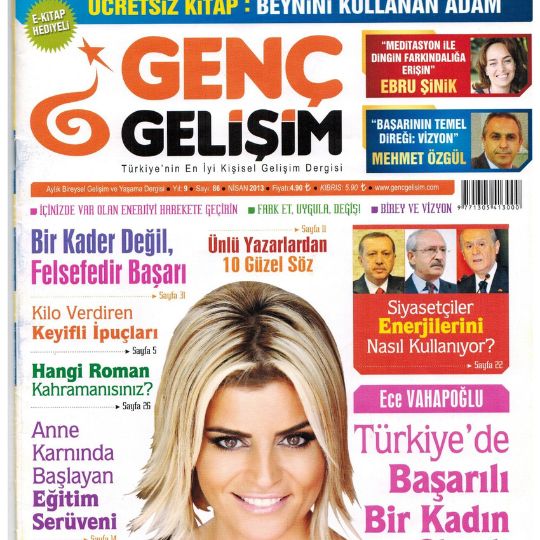 ÜCRETSİZ KİTAP : BEYNİNİ KULLANAN ADAM
E-KİTAP
HEDİYELİ
GENÇ
GELİŞİM
Türkiye'nin En İyi Kişisel Gelişim Dergisi
"MEDİTASYON İLE
DİNGİN FARKINDALIĞA
ERİŞİN"
EBRU ŞİNİK
"BAŞARININ TEMEL
DİREĞİ: VİZYON"
MEHMET ÖZGÜL
Aylık Bireysel Gelişim ve Yaşama Dergisi • Yıl: 9 • Sayı: 86 • NİSAN 2013 • Fiyatı: 4.90 ₺ • KIBRIS: 5.90 ₺ • www.gencgelisim.com
İÇİNİZDE VAR OLAN ENERJİYİ HAREKETE GEÇİRİN
FARK ET, UYGULA, DEĞİŞ!
BİREY VE VİZYON
9 771305 413000
Bir Kader Değil,
Felsefedir Başarı
Sayfa 31
Sayfa 11
Ünlü Yazarlardan
10 Güzel Söz
Kilo Verdiren
Keyifli İpuçları
Sayfa 5
Hangi Roman
Kahramanısınız?
Sayfa 26
Anne
Karnında
Başlayan
Eğitim
Serüveni
Sayfa 14
Siyasetçiler
Enerjilerini
Nasıl Kullanıyor?
Sayfa 22
Ece VAHAPOĞLU
Türkiye'de
Başarılı
Bir Kadın